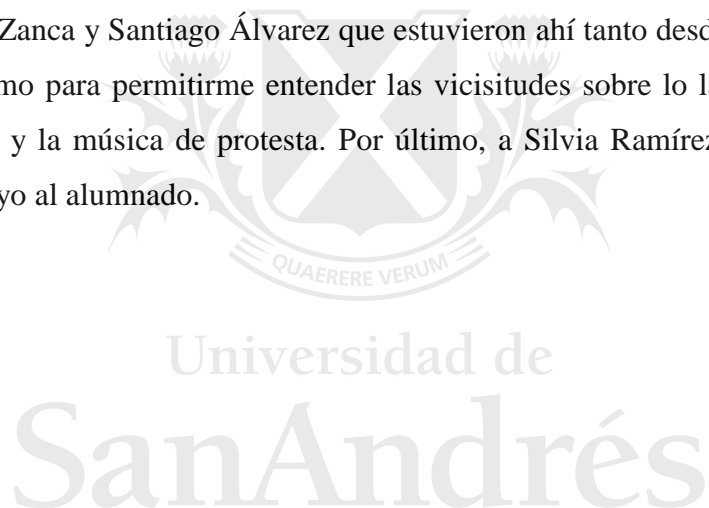 Zanca y Santiago Álvarez que estuvieron ahí tanto desd
mo para permitirme entender las vicisitudes sobre lo l
y la música de protesta. Por último, a Silvia Ramírez
yo al alumnado.
QUAERERE VERUM
Universidad de
SanAndrés